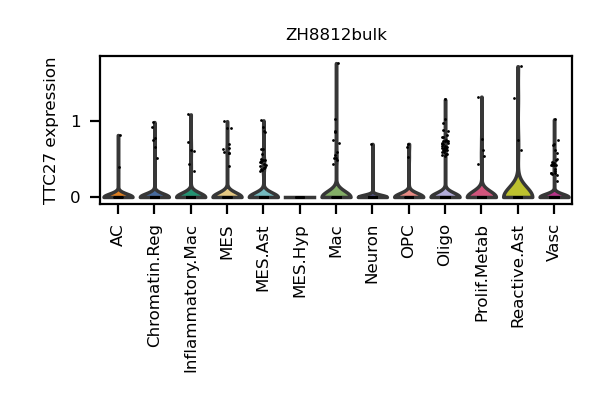 ZH8812bulk
TTC27 expression
1
0
AC
Chromatin.Reg
Inflammatory.Mac
MES
MES.Ast
MES.Hyp
Mac
Neuron
OPC
Oligo
Prolif.Metab
Reactive.Ast
Vasc